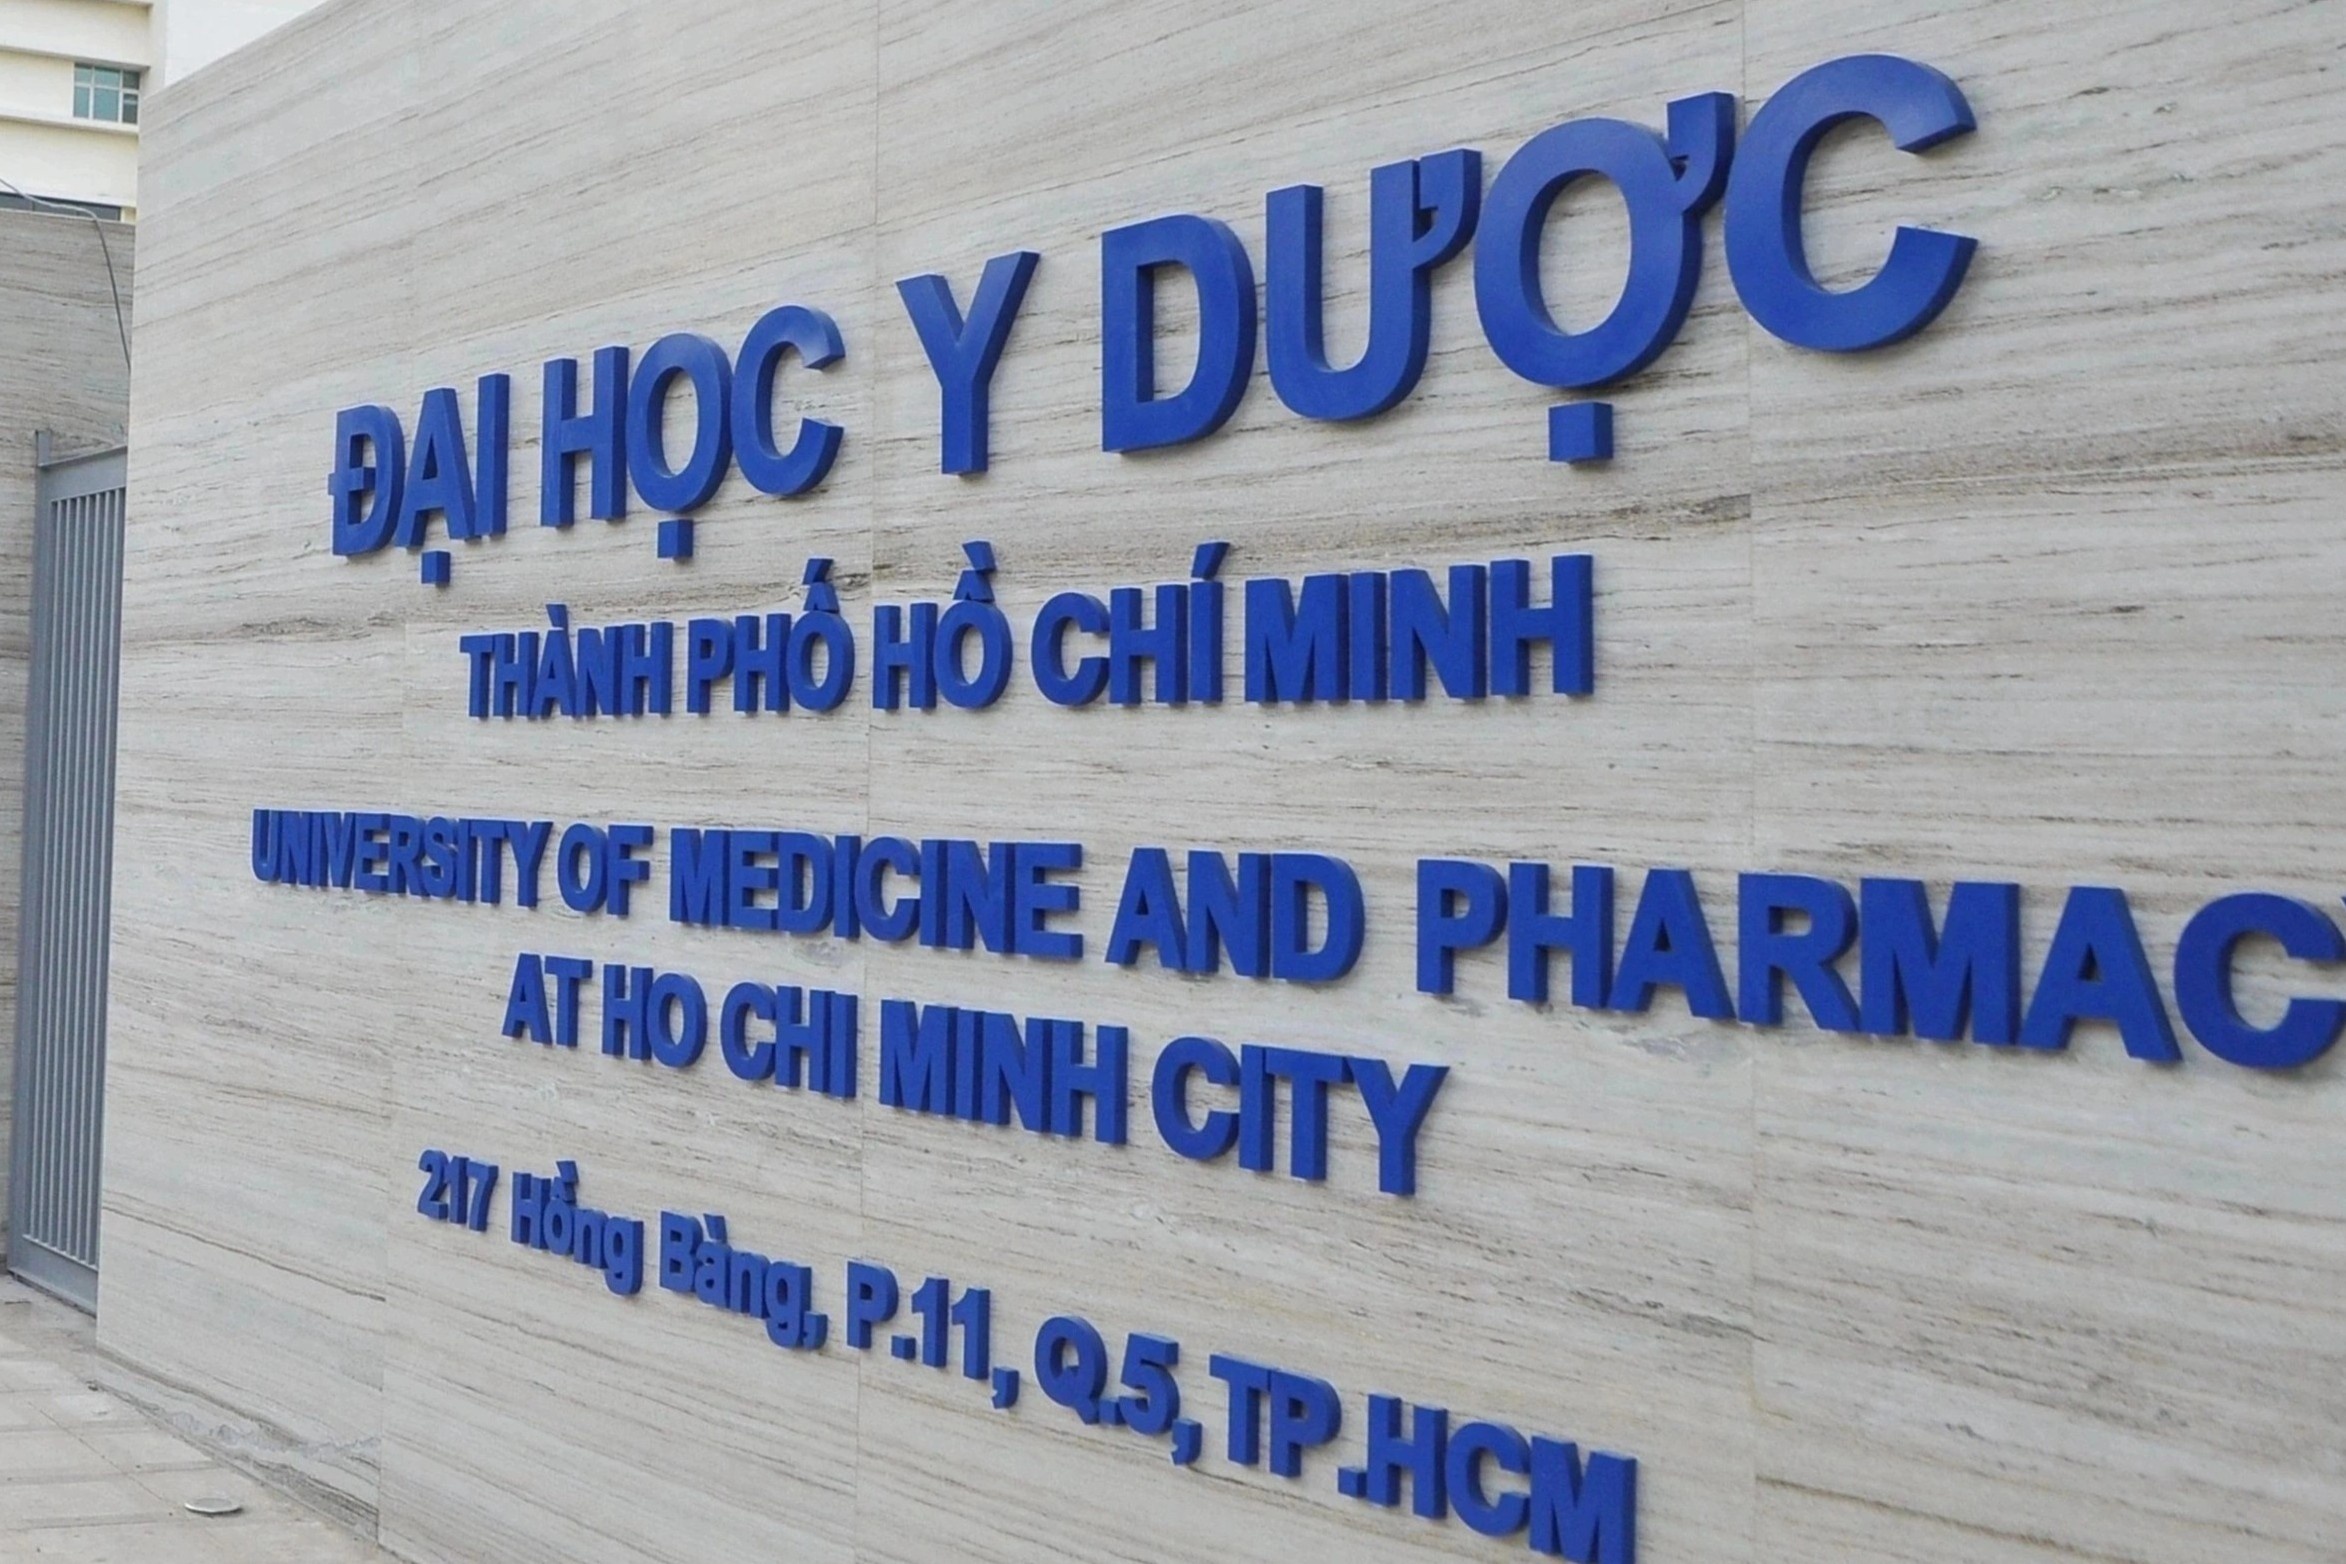 ĐẠI HỌC Y DƯỢC
THÀNH PHỐ HỒ CHÍ MINH
UNIVERSITY OF MEDICINE AND PHARMACY
AT HO CHI MINH CITY
217 Hồng Bàng, P.11, Q.5, TP.HCM